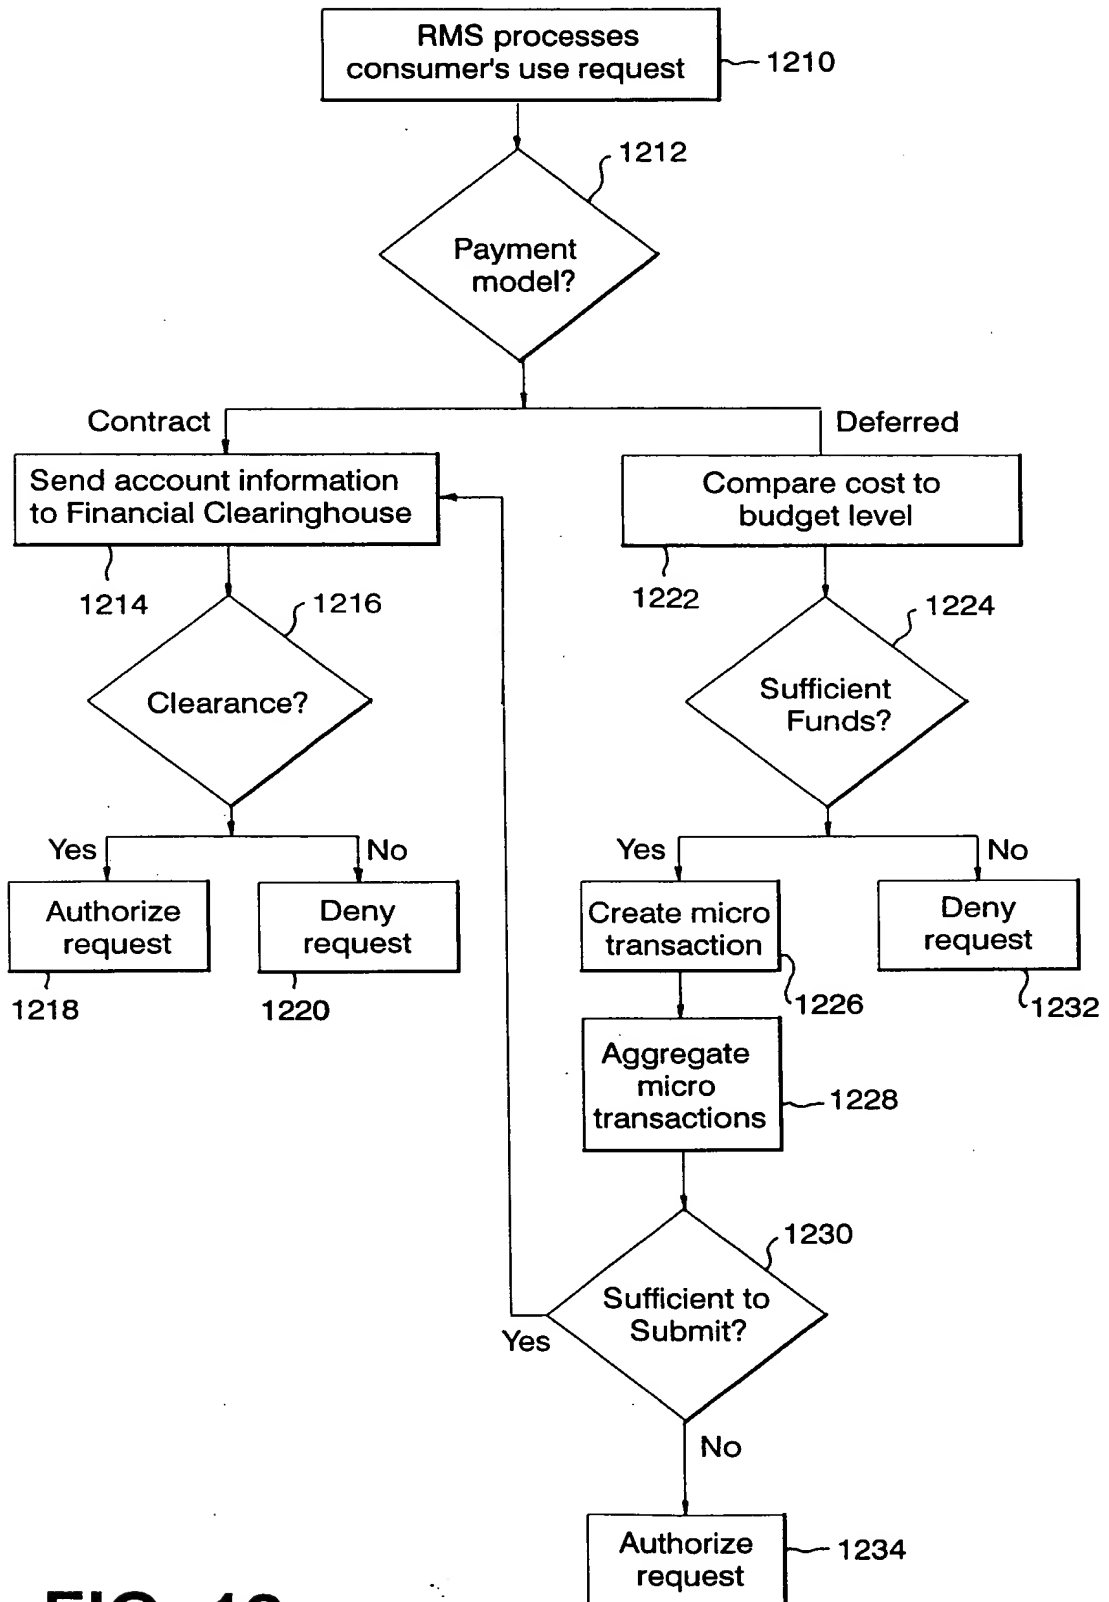 RMS processes
consumer's use request
1210
1212
Payment
model?
Contract
Deferred
Send account information
to Financial Clearinghouse
Compare cost to
budget level
1214
1222
1216
1224
Clearance?
Sufficient
Funds?
Yes
No
Yes
No
Authorize
request
Deny
request
Create micro
transaction
Deny
request
1218
1220
1226
1232
Aggregate
micro
transactions
1228
1230
Sufficient to
Submit?
Yes
No
Authorize
request
1234